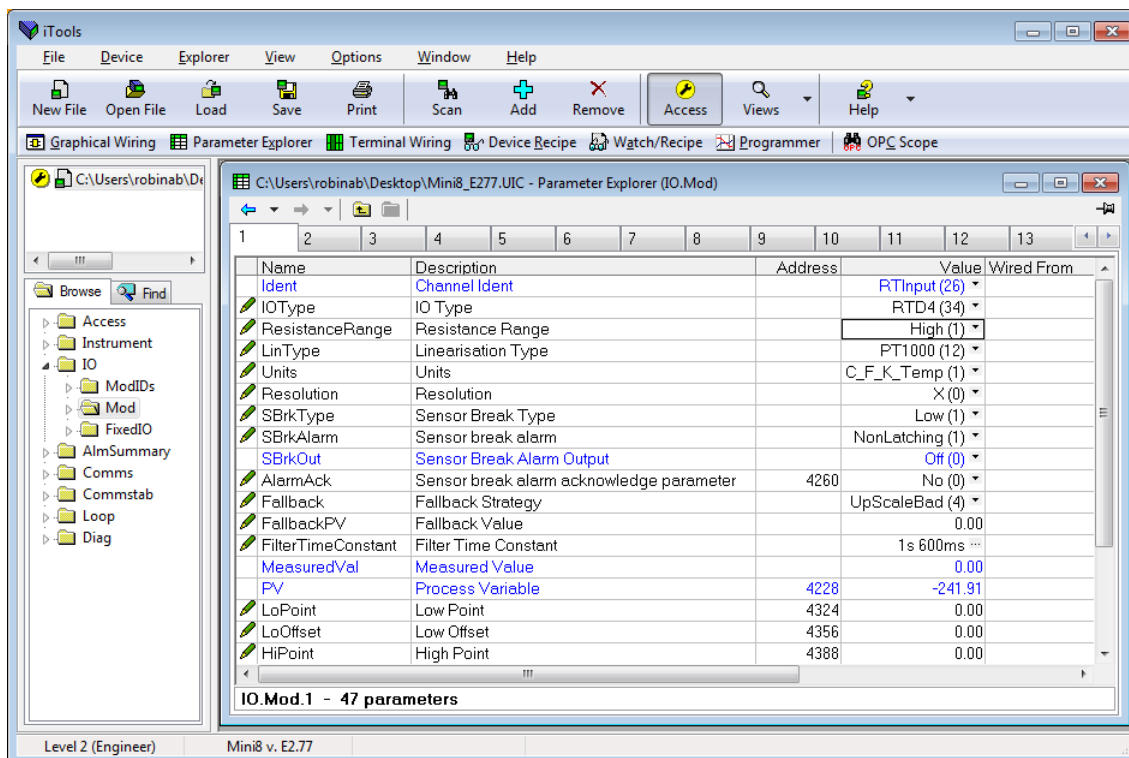 iTools
File Device Explorer View Options Window Help
New File Open File Load Save Print Scan Add Remove Access Views Help
Graphical Wiring Parameter Explorer Terminal Wiring Device Recipe Watch/Recipe Programmer OPC Scope
C:\Users\robinab\De
Browse Find
Access
Instrument
IO
ModIDs
Mod
FixedIO
AlmSummary
Comms
Commstab
Loop
Diag
C:\Users\robinab\Desktop\Mini8_E277.UIC - Parameter Explorer (IO.Mod)
1 2 3 4 5 6 7 8 9 10 11 12 13
Name Description Address Value Wired From
Ident Channel Ident RTInput (26)
IOType IO Type RTD4 (34)
ResistanceRange Resistance Range High (1)
LinType Linearisation Type PT1000 (12)
Units Units C_F_K_Temp (1)
Resolution Resolution X (0)
SBrkType Sensor Break Type Low (1)
SBrkAlarm Sensor break alarm NonLatching (1)
SBrkOut Sensor Break Alarm Output Off (0)
AlarmAck Sensor break alarm acknowledge parameter 4260 No (0)
Fallback Fallback Strategy UpScaleBad (4)
FallbackPV Fallback Value 0.00
FilterTimeConstant Filter Time Constant 1s 600ms ...
MeasuredVal Measured Value 0.00
PV Process Variable 4228 -241.91
LoPoint Low Point 4324 0.00
LoOffset Low Offset 4356 0.00
HiPoint High Point 4388 0.00
IO.Mod.1 - 47 parameters
Level 2 (Engineer) Mini8 v. E2.77